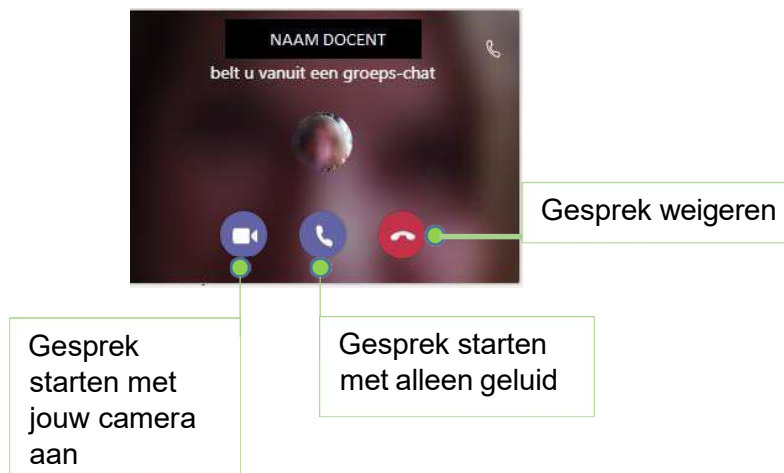 NAAM DOCENT
belt u vanuit een groeps-chat
Gesprek weigeren
Gesprek
starten met
jouw camera
aan
Gesprek starten
met alleen geluid